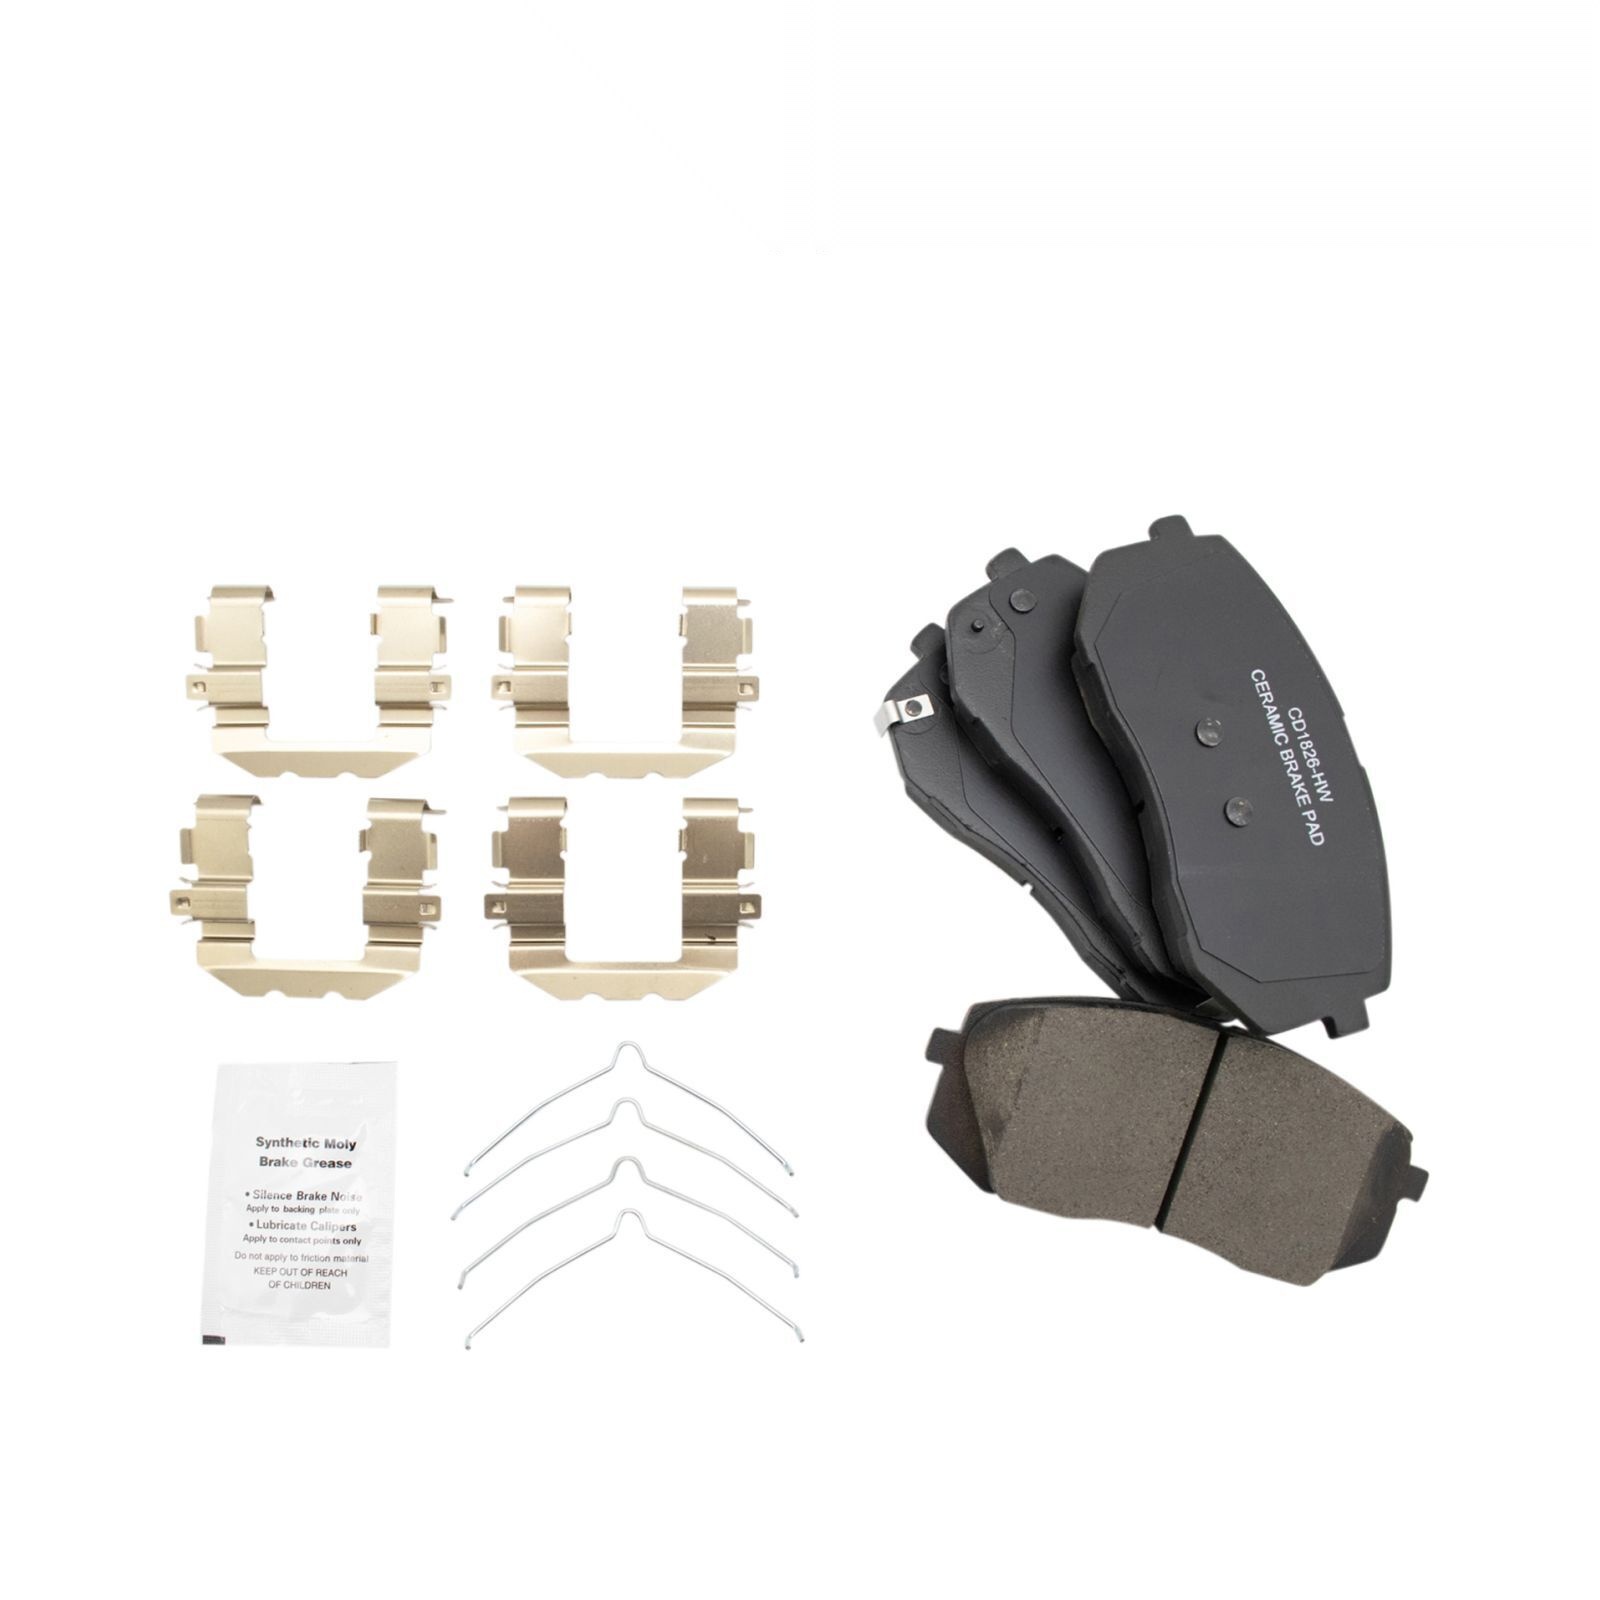 CD1826-HW
CERAMIC BRAKE PAD
Synthetic Moly
Brake Grease
• Silence Brake Noise
Apply to backing plate only
• Lubricate Calipers
Apply to contact points only
Do not apply to friction material
KEEP OUT OF REACH
OF CHILDREN